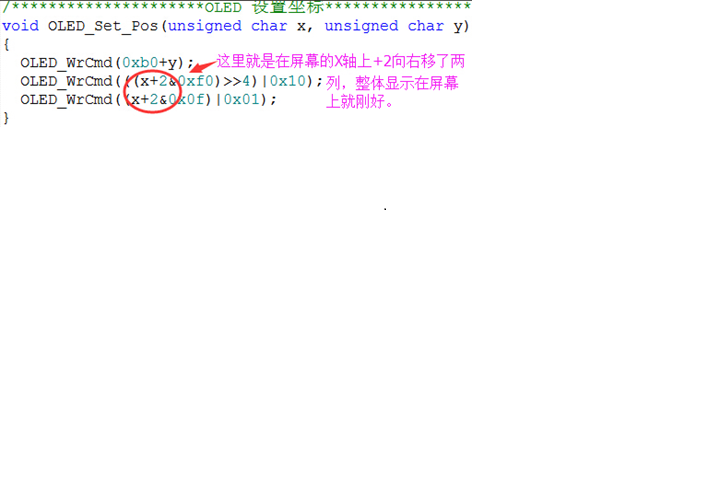 /*********************OLED 设置坐标****************
void OLED_Set_Pos(unsigned char x, unsigned char y)
{
OLED_WrCmd(0xb0+y);
这里就是在屏幕的X轴上+2向右移了两
OLED_WrCmd(((x+2&0xf0)>>4)|0x10);
列，整体显示在屏幕
OLED_WrCmd((x+2&0x0f)|0x01);
上就刚好。
}